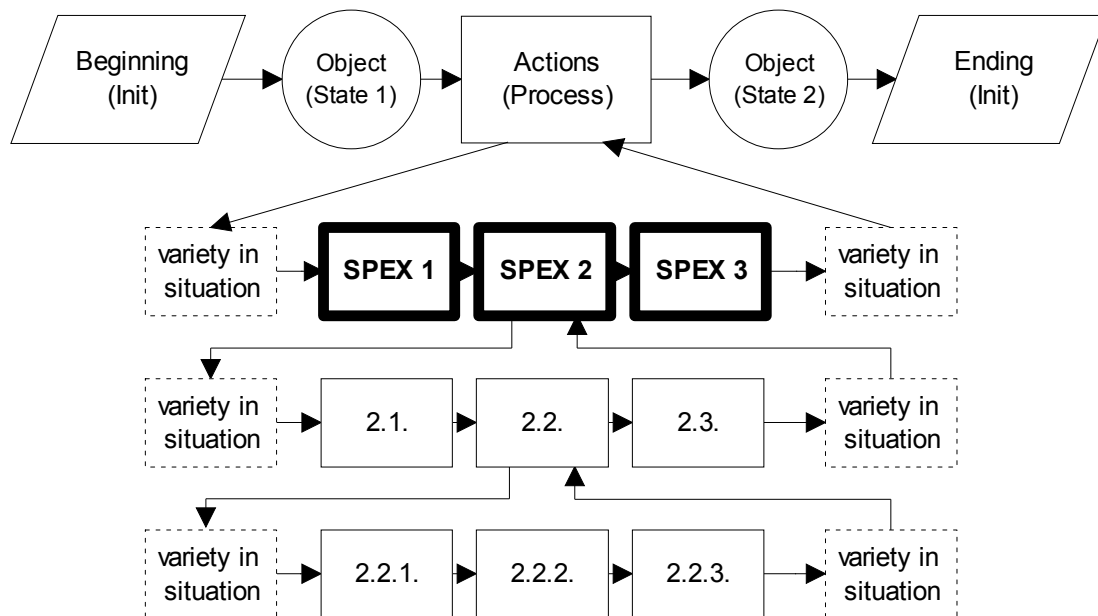 Beginning
(Init)
Object
(State 1)
Actions
(Process)
Object
(State 2)
Ending
(Init)
variety in
situation
SPEX 1
SPEX 2
SPEX 3
variety in
situation
variety in
situation
2.1.
2.2.
2.3.
variety in
situation
variety in
situation
2.2.1.
2.2.2.
2.2.3.
variety in
situation